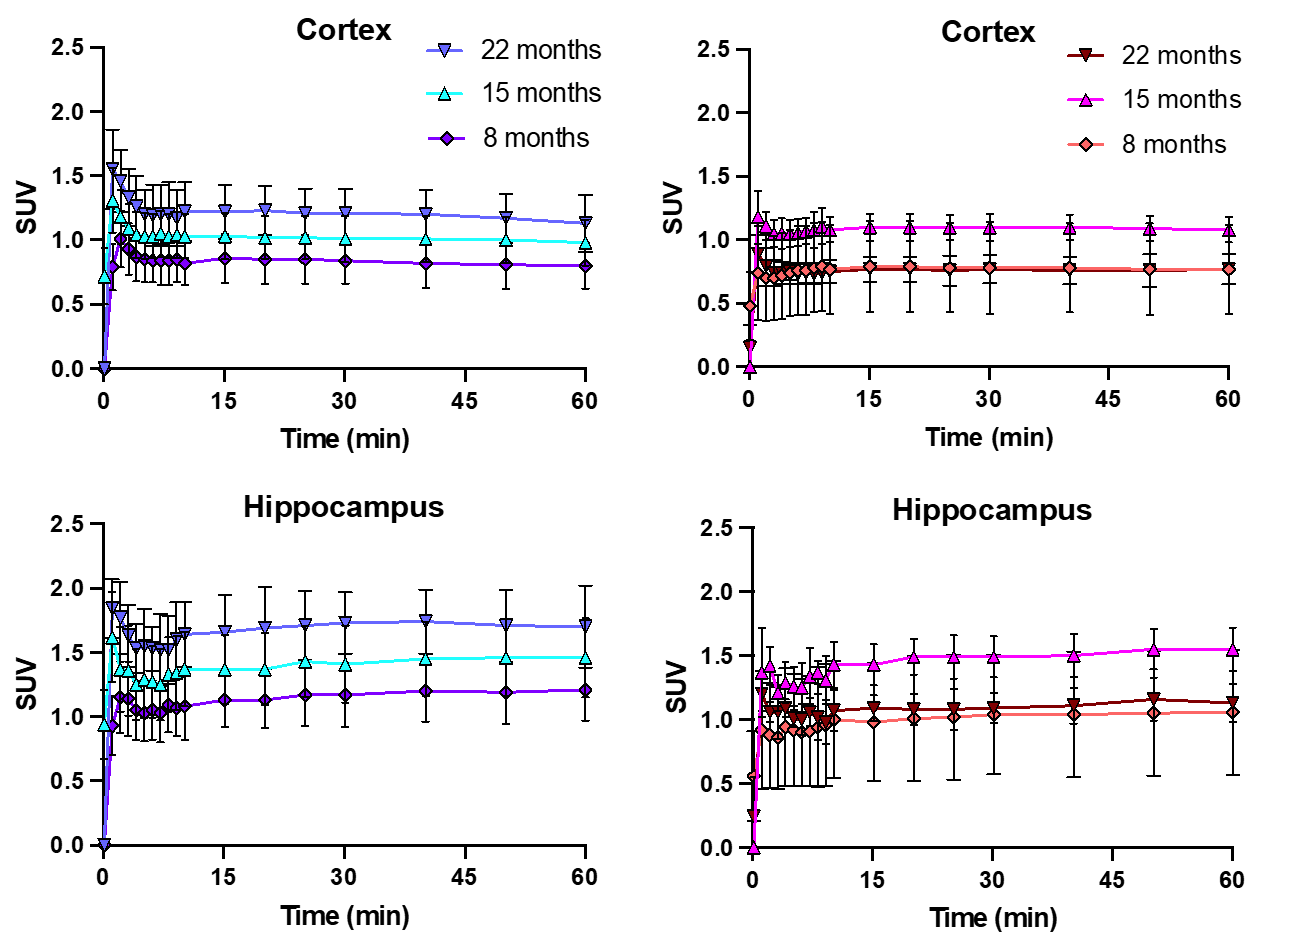 Cortex
22 months
15 months
8 months
2.5
2.0
1.5
1.0
0.5
0.0
SUV
0 15 30 45 60
Time (min)
Cortex
22 months
15 months
8 months
2.5
2.0
1.5
1.0
0.5
0.0
SUV
0 15 30 45 60
Time (min)
Hippocampus
2.5
2.0
1.5
1.0
0.5
0.0
SUV
0 15 30 45 60
Time (min)
Hippocampus
2.5
2.0
1.5
1.0
0.5
0.0
SUV
0 15 30 45 60
Time (min)